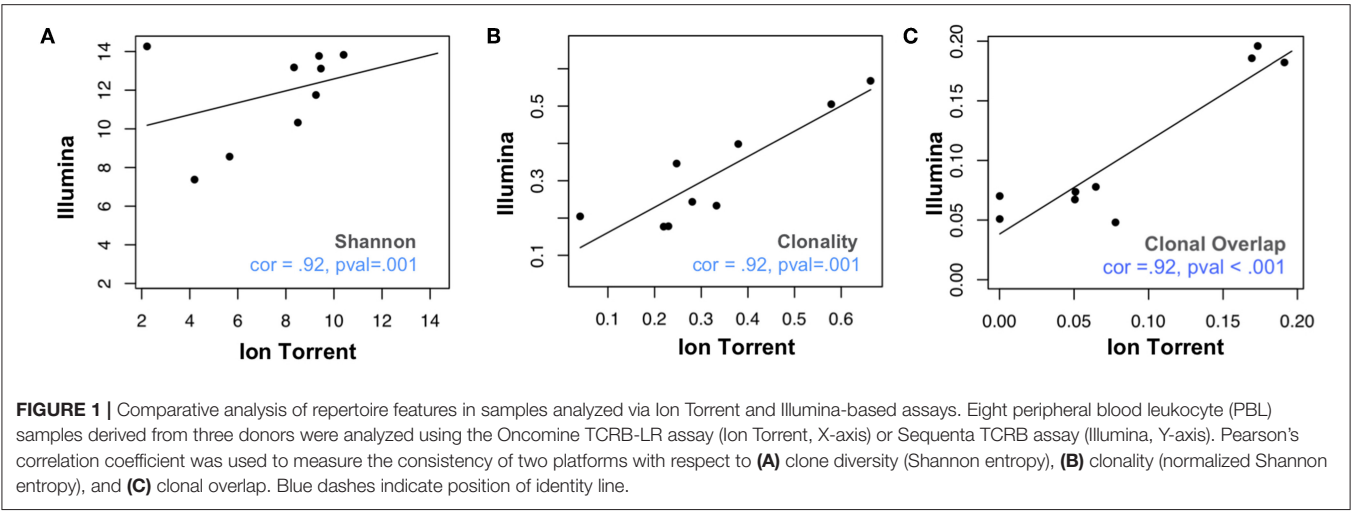 A
Illumina
14
12
10
8
6
4
2
Shannon
cor = .92, pval=.001
2 4 6 8 10 12 14
Ion Torrent
B
Illumina
0.5
0.3
0.1
Clonality
cor = .92, pval=.001
0.1 0.2 0.3 0.4 0.5 0.6
Ion Torrent
C
Illumina
0.20
0.15
0.10
0.05
0.00
Clonal Overlap
cor =.92, pval < .001
0.00 0.05 0.10 0.15 0.20
Ion Torrent
FIGURE 1 | Comparative analysis of repertoire features in samples analyzed via Ion Torrent and Illumina-based assays. Eight peripheral blood leukocyte (PBL)
samples derived from three donors were analyzed using the Oncomine TCRB-LR assay (Ion Torrent, X-axis) or Sequenta TCRB assay (Illumina, Y-axis). Pearson's
correlation coefficient was used to measure the consistency of two platforms with respect to (A) clone diversity (Shannon entropy), (B) clonality (normalized Shannon
entropy), and (C) clonal overlap. Blue dashes indicate position of identity line.